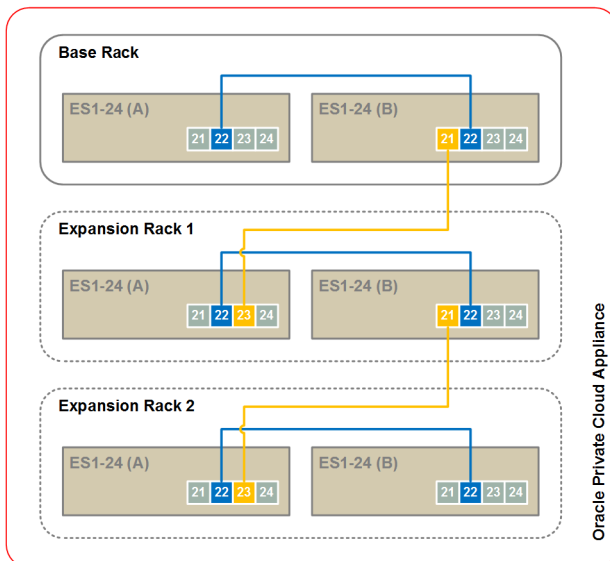 Base Rack
ES1-24 (A)
21 22 23 24
ES1-24 (B)
21 22 23 24
Expansion Rack 1
ES1-24 (A)
21 22 23 24
ES1-24 (B)
21 22 23 24
Expansion Rack 2
ES1-24 (A)
21 22 23 24
ES1-24 (B)
21 22 23 24
Oracle Private Cloud Appliance